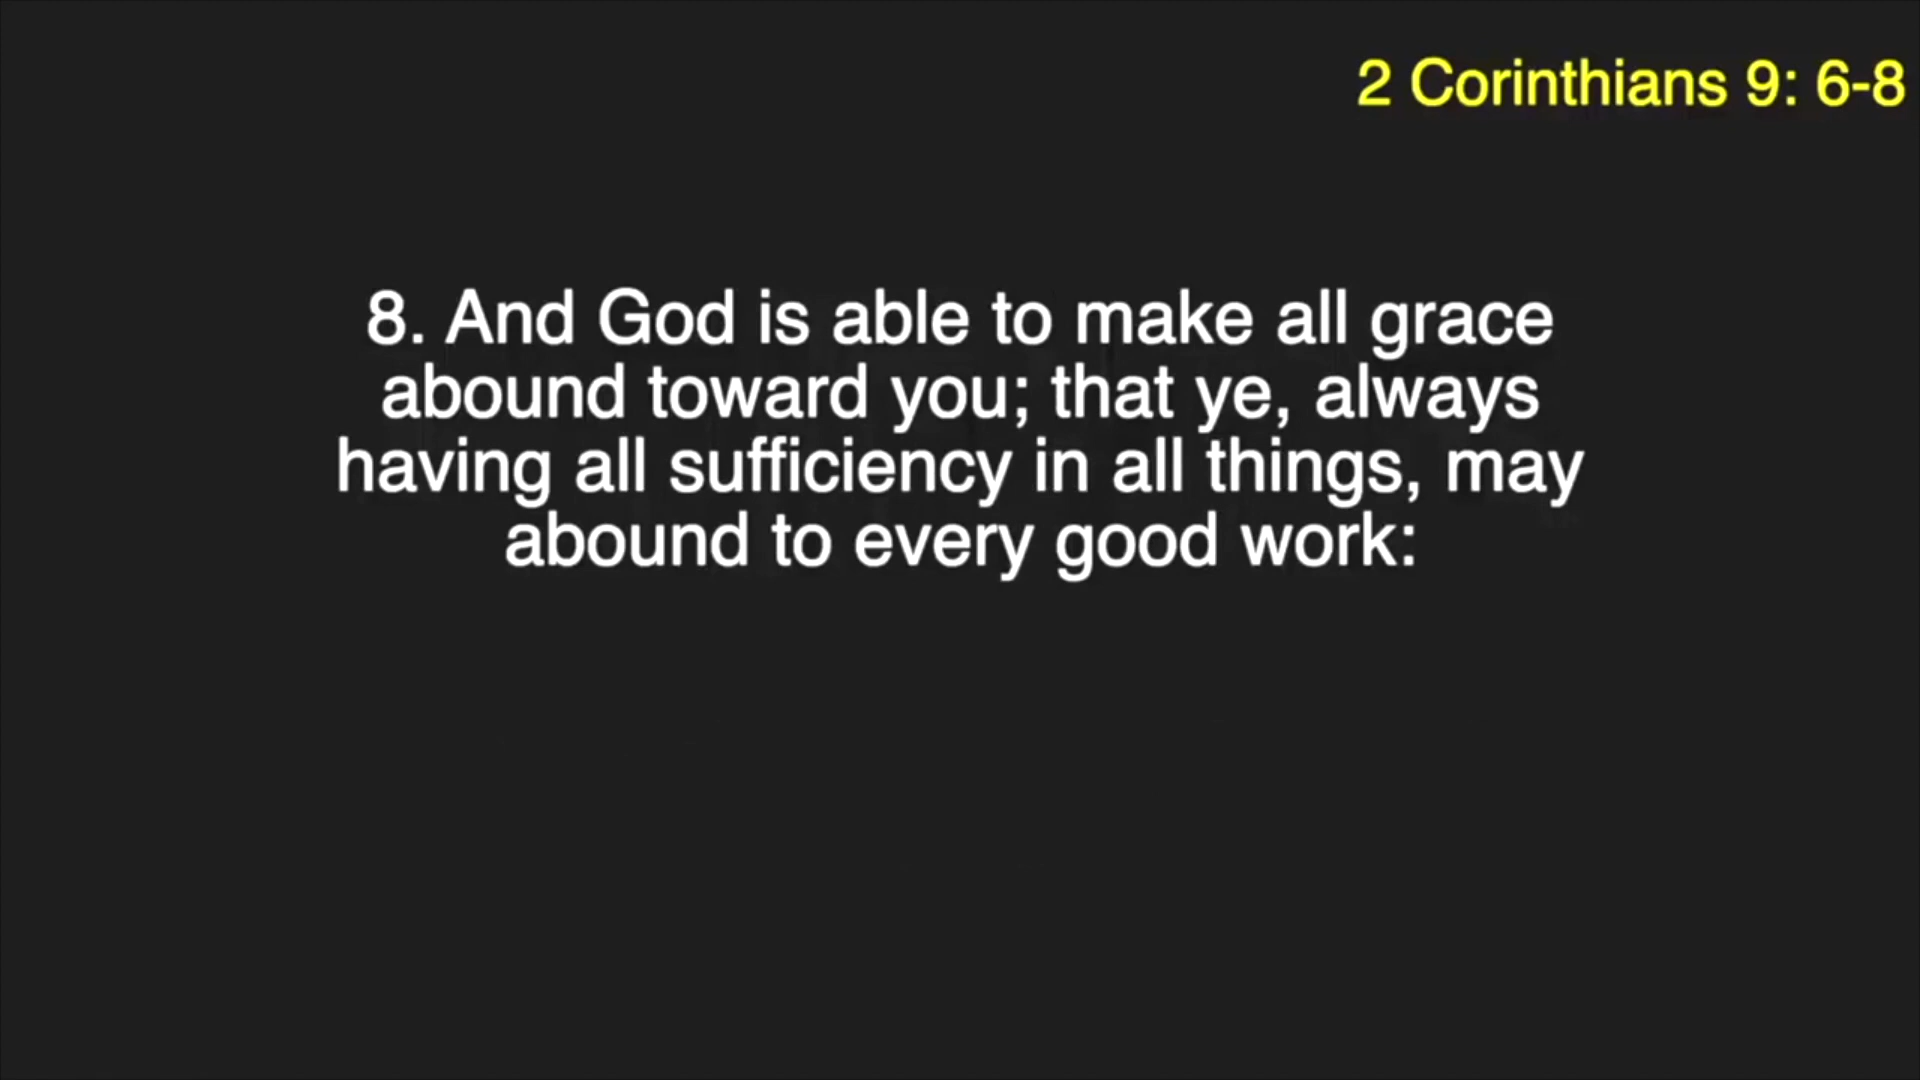 2 Corinthians 9: 6-8
8. And God is able to make all grace
abound toward you; that ye, always
having all sufficiency in all things, may
abound to every good work: